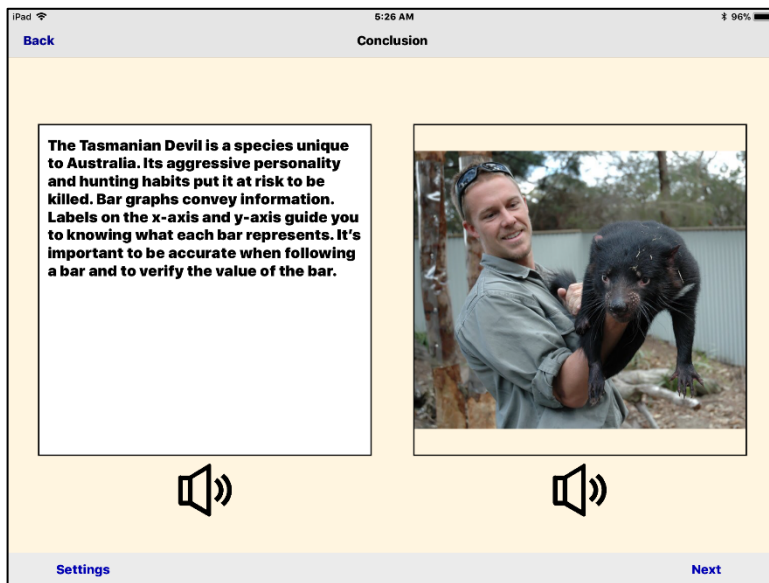 iPad 5:26 AM 96%
Back Conclusion
The Tasmanian Devil is a species unique
to Australia. Its aggressive personality
and hunting habits put it at risk to be
killed. Bar graphs convey information.
Labels on the x-axis and y-axis guide you
to knowing what each bar represents. It's
important to be accurate when following
a bar and to verify the value of the bar.
Settings Next